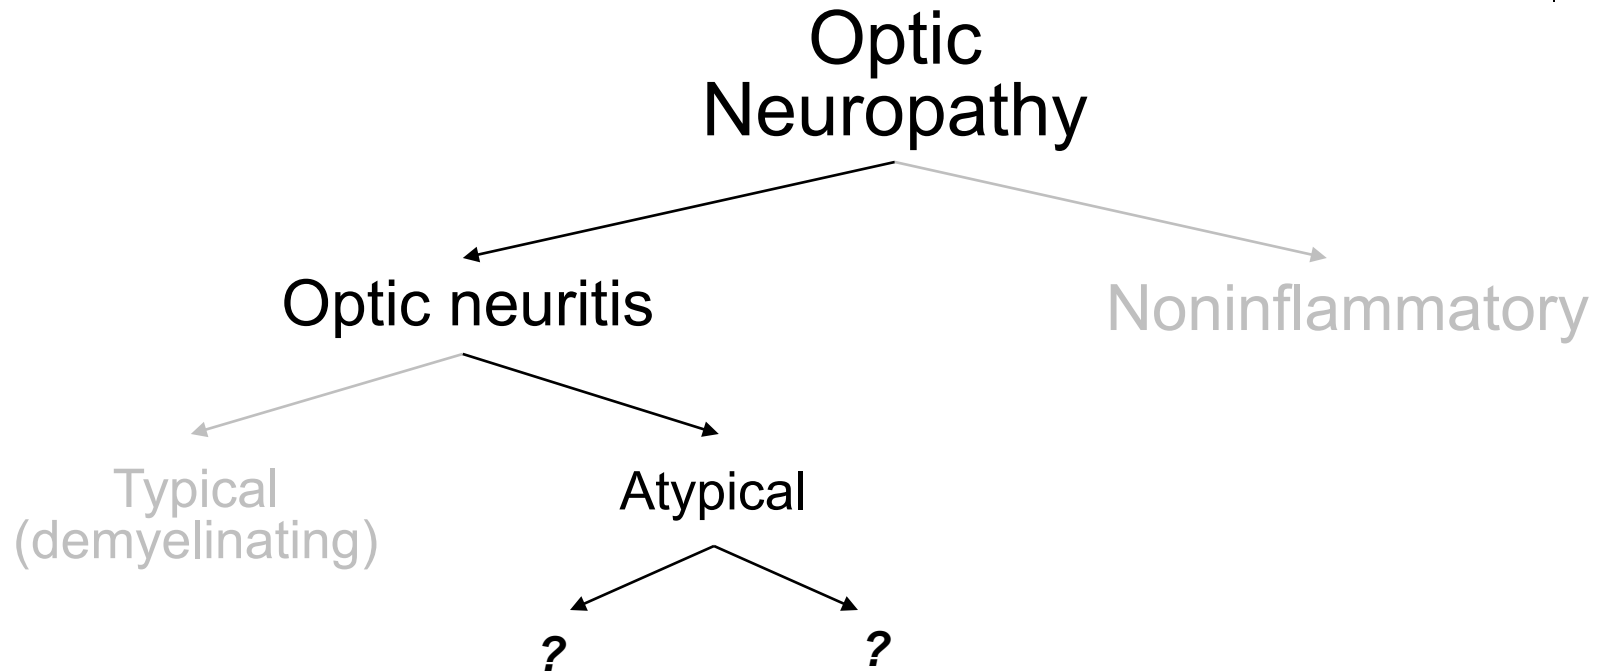 Optic
Neuropathy
Optic neuritis
Noninflammatory
Typical
(demyelinating)
Atypical
?
?